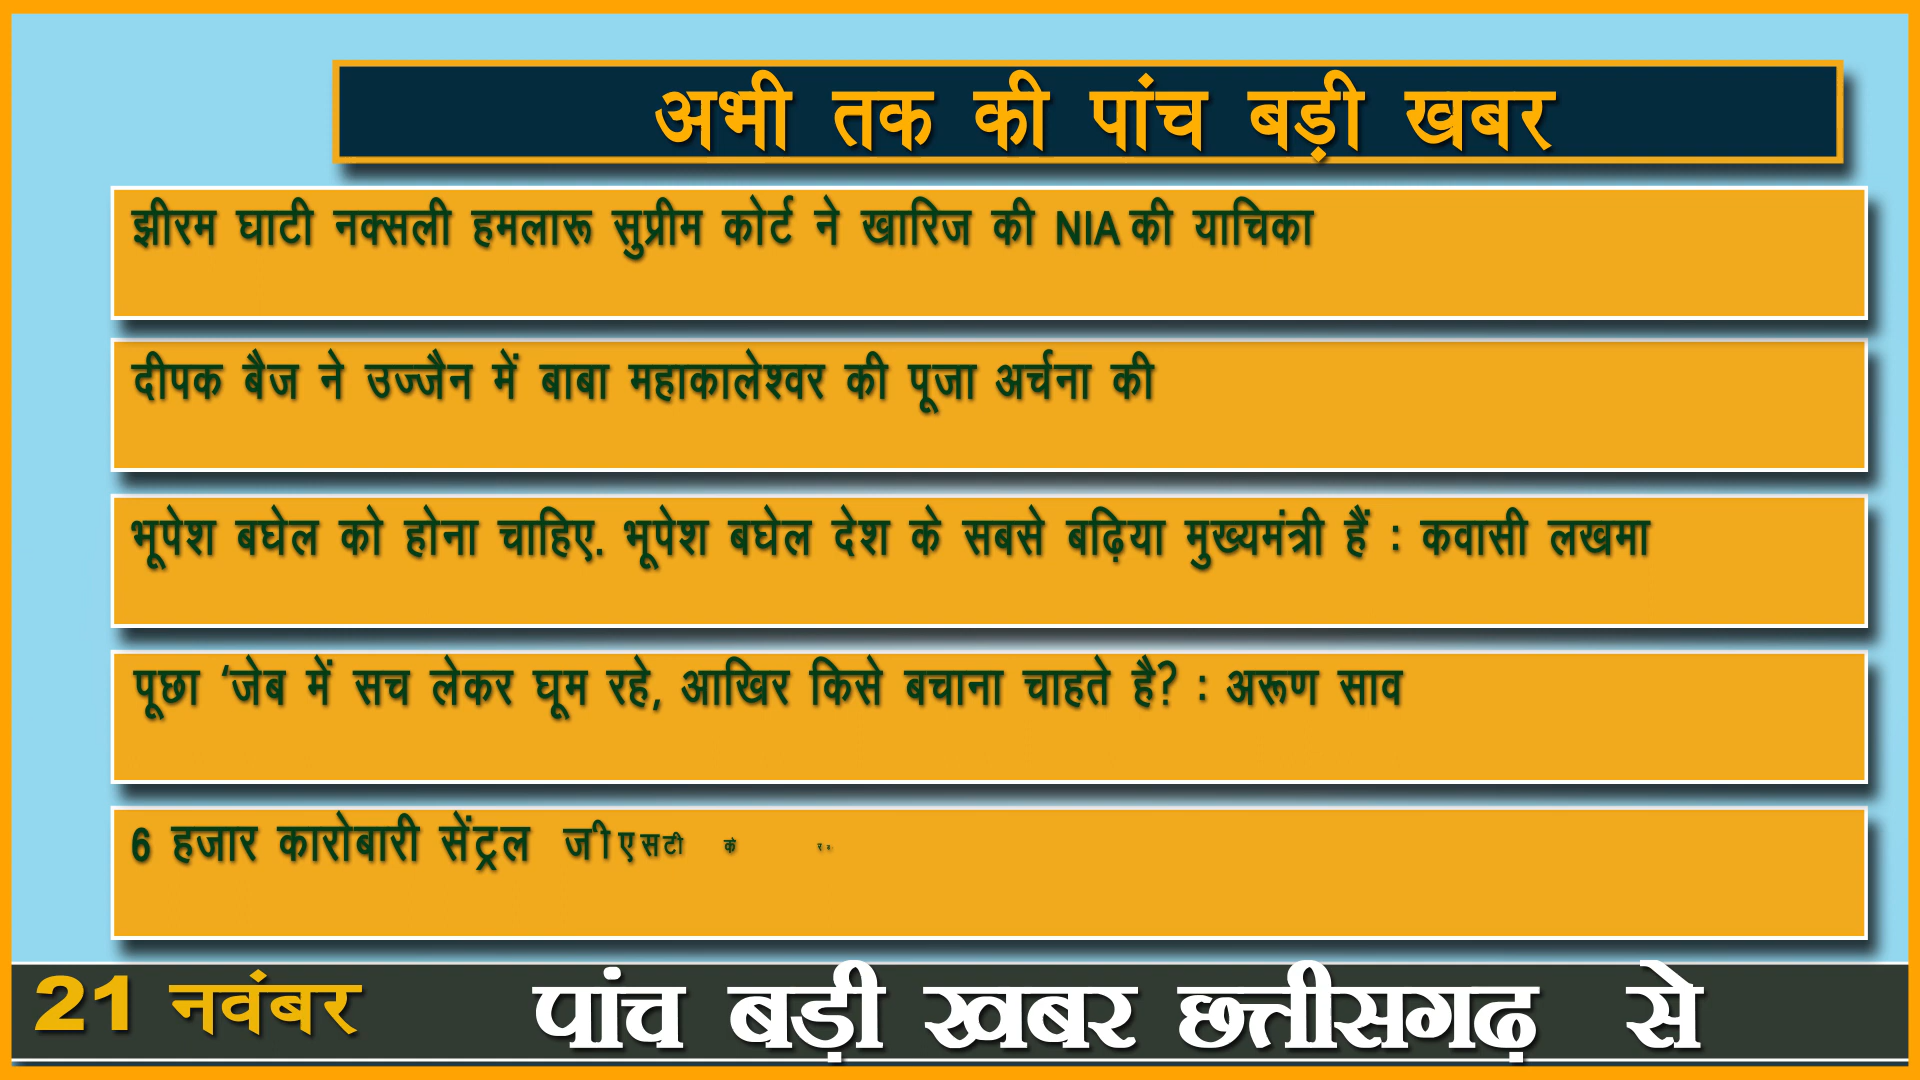 अभी तक की पांच बड़ी खबर
झीरम घाटी नक्सली हमलारू सुप्रीम कोर्ट ने खारिज की NIA की याचिका
दीपक बैज ने उज्जैन में बाबा महाकालेश्वर की पूजा अर्चना की
भूपेश बघेल को होना चाहिए. भूपेश बघेल देश के सबसे बढ़िया मुख्यमंत्री हैं : कवासी लखमा
पूछा ‘जेब में सच लेकर घूम रहे, आखिर किसे बचाना चाहते है? : अरूण साव
6 हजार कारोबारी सेंट्रल जीएसटी के
21 नवंबर पांच बड़ी खबर छत्तीसगढ़ से